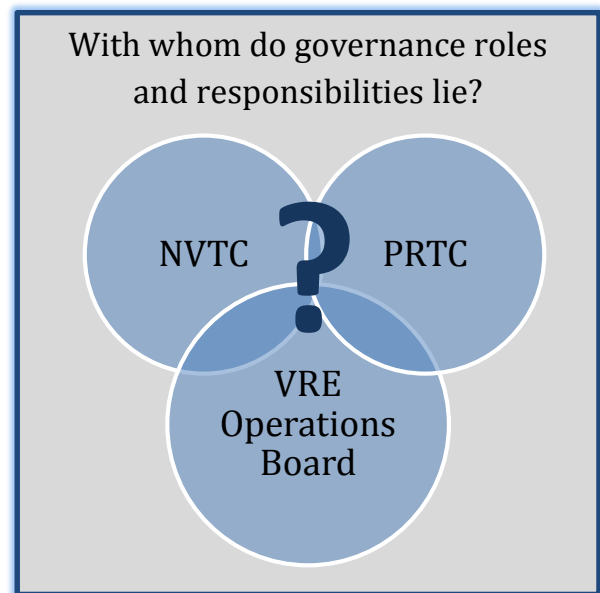 With whom do governance roles
and responsibilities lie?
NVTC
?
PRTC
VRE
Operations
Board